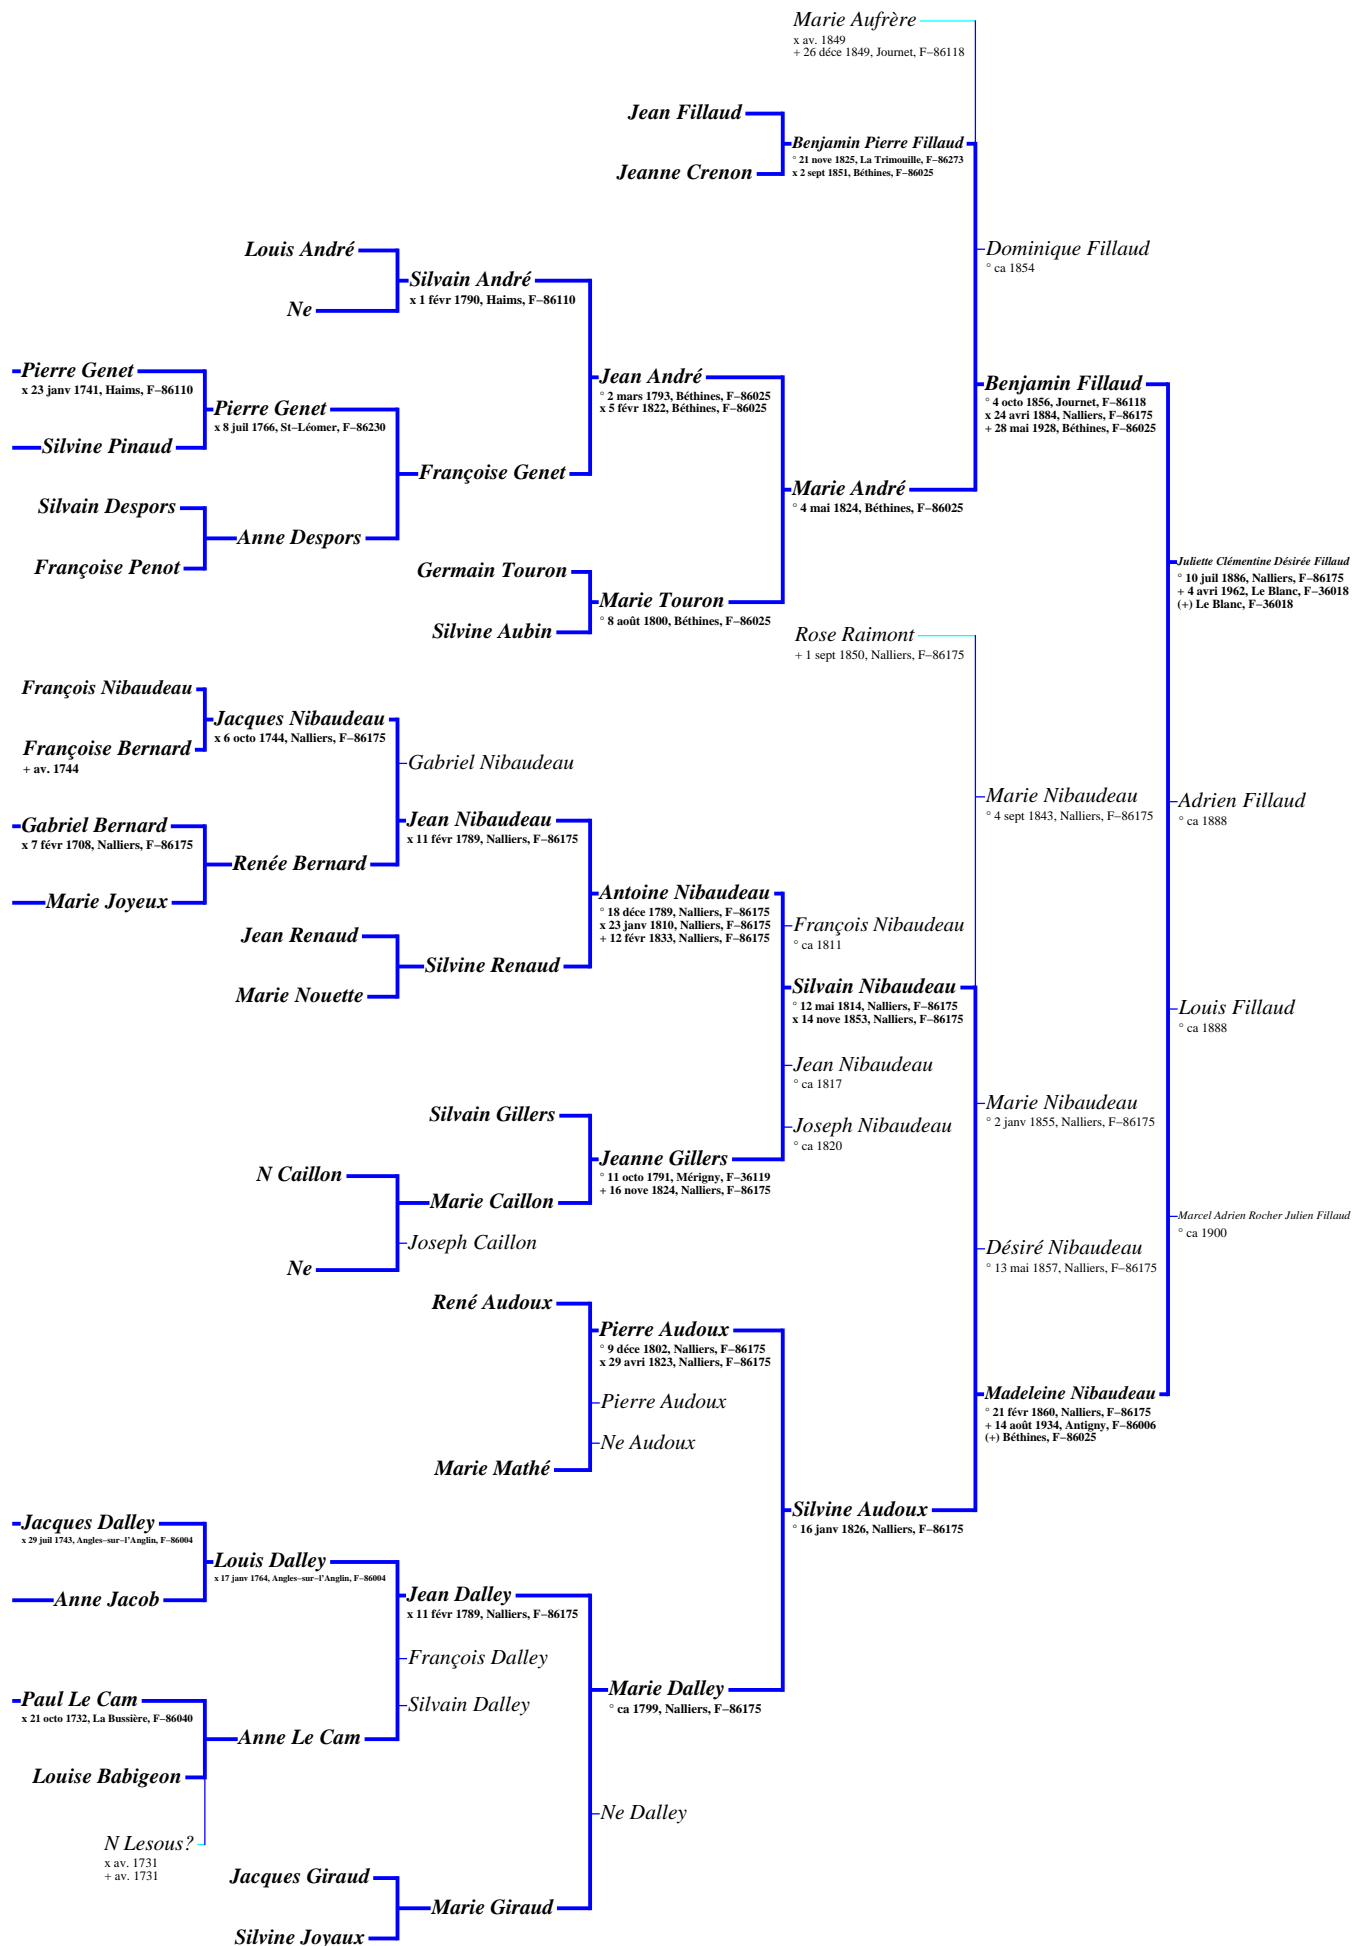 Marie Aufrère
x av. 1849
+ 26 déce 1849, Journet, F−86118
Jean Fillaud
Benjamin Pierre Fillaud
° 21 nove 1825, La Trimouille, F−86273
x 2 sept 1851, Béthines, F−86025
Jeanne Crenon
Louis André
Dominique Fillaud
° ca 1854
Silvain André
x 1 févr 1790, Haims, F−86110
Ne
Pierre Genet
x 23 janv 1741, Haims, F−86110
Jean André
° 2 mars 1793, Béthines, F−86025
x 5 févr 1822, Béthines, F−86025
Benjamin Fillaud
° 4 octo 1856, Journet, F−86118
x 24 avri 1884, Nalliers, F−86175
+ 28 mai 1928, Béthines, F−86025
Pierre Genet
x 8 juil 1766, St−Léomer, F−86230
Silvine Pinaud
Françoise Genet
Marie André
° 4 mai 1824, Béthines, F−86025
Silvain Despors
Anne Despors
Françoise Penot
Juliette Clémentine Désirée Fillaud
° 10 juil 1886, Nalliers, F−86175
+ 4 avri 1962, Le Blanc, F−36018
(+) Le Blanc, F−36018
Germain Touron
Marie Touron
° 8 août 1800, Béthines, F−86025
Silvine Aubin
Rose Raimont
+ 1 sept 1850, Nalliers, F−86175
François Nibaudeau
Jacques Nibaudeau
x 6 octo 1744, Nalliers, F−86175
Françoise Bernard
+ av. 1744
Gabriel Nibaudeau
Marie Nibaudeau
° 4 sept 1843, Nalliers, F−86175
Adrien Fillaud
° ca 1888
Gabriel Bernard
x 7 févr 1708, Nalliers, F−86175
Jean Nibaudeau
x 11 févr 1789, Nalliers, F−86175
Renée Bernard
Marie Joyeux
Antoine Nibaudeau
° 18 déce 1789, Nalliers, F−86175
x 23 janv 1810, Nalliers, F−86175
+ 12 févr 1833, Nalliers, F−86175
François Nibaudeau
° ca 1811
Jean Renaud
Silvine Renaud
Marie Nouette
Silvain Nibaudeau
° 12 mai 1814, Nalliers, F−86175
x 14 nove 1853, Nalliers, F−86175
Louis Fillaud
° ca 1888
Jean Nibaudeau
° ca 1817
Marie Nibaudeau
° 2 janv 1855, Nalliers, F−86175
Silvain Gillers
Joseph Nibaudeau
° ca 1820
Jeanne Gillers
° 11 octo 1791, Mérigny, F−36119
+ 16 nove 1824, Nalliers, F−86175
N Caillon
Marie Caillon
Joseph Caillon
Ne
Marcel Adrien Rocher Julien Fillaud
° ca 1900
Désiré Nibaudeau
° 13 mai 1857, Nalliers, F−86175
René Audoux
Pierre Audoux
° 9 déce 1802, Nalliers, F−86175
x 29 avri 1823, Nalliers, F−86175
Pierre Audoux
Ne Audoux
Marie Mathé
Madeleine Nibaudeau
° 21 févr 1860, Nalliers, F−86175
+ 14 août 1934, Antigny, F−86006
(+) Béthines, F−86025
Silvine Audoux
° 16 janv 1826, Nalliers, F−86175
Jacques Dalley
x 29 juil 1743, Angles−sur−l'Anglin, F−86004
Louis Dalley
x 17 janv 1764, Angles−sur−l'Anglin, F−86004
Anne Jacob
Jean Dalley
x 11 févr 1789, Nalliers, F−86175
François Dalley
Silvain Dalley
Marie Dalley
° ca 1799, Nalliers, F−86175
Paul Le Cam
x 21 octo 1732, La Bussière, F−86040
Anne Le Cam
Louise Babigeon
Ne Dalley
N Lesous?
x av. 1731
+ av. 1731
Jacques Giraud
Marie Giraud
Silvine Joyaux